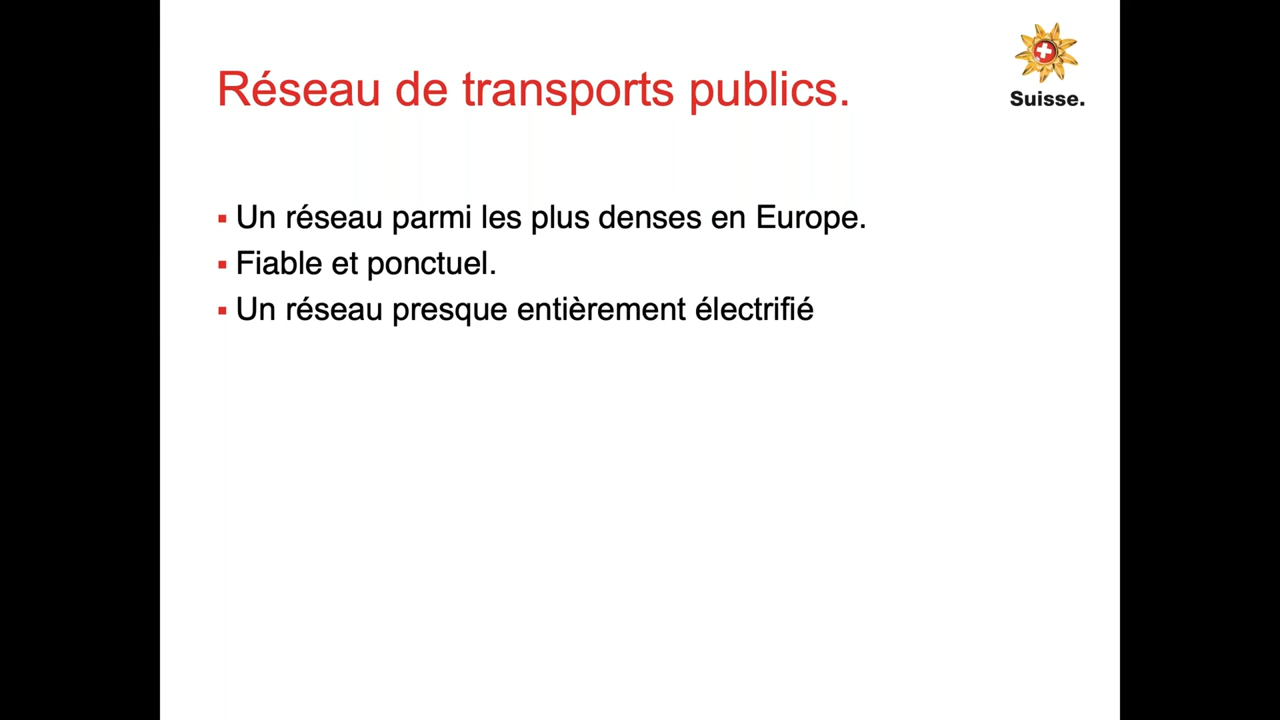 Réseau de transports publics.
Suisse.
▪ Un réseau parmi les plus denses en Europe.
▪ Fiable et ponctuel.
▪ Un réseau presque entièrement électrifié